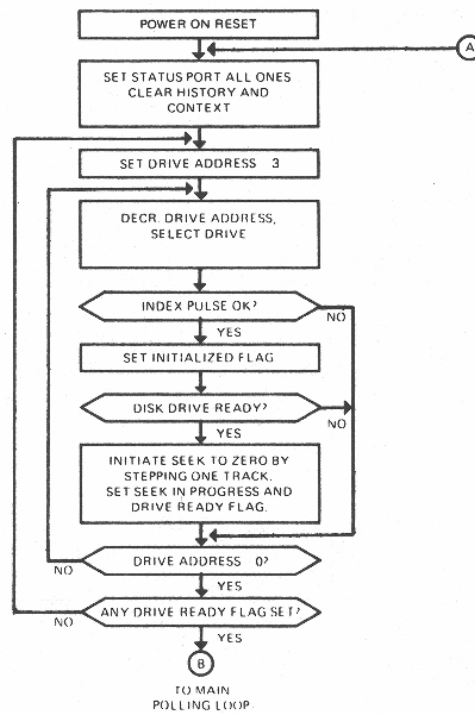 POWER ON RESET
A
SET STATUS PORT ALL ONES
CLEAR HISTORY AND
CONTEXT
SET DRIVE ADDRESS 3
DECR. DRIVE ADDRESS,
SELECT DRIVE
INDEX PULSE OK?
NO
YES
SET INITIALIZED FLAG
DISK DRIVE READY?
NO
YES
INITIATE SEEK TO ZERO BY
STEPPING ONE TRACK.
SET SEEK IN PROGRESS AND
DRIVE READY FLAG.
DRIVE ADDRESS 0?
NO
YES
ANY DRIVE READY FLAG SET?
NO
YES
B
TO MAIN
POLLING LOOP